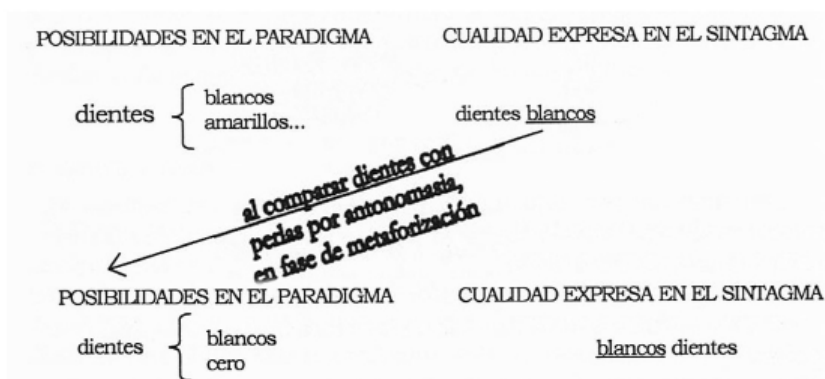 POSIBILIDADES EN EL PARADIGMA
CUALIDAD EXPRESA EN EL SINTAGMA
dientes
blancos
amarillos...
dientes blancos
al comparar dientes con
perlas por antonomasia,
en fase de metaforización
POSIBILIDADES EN EL PARADIGMA
CUALIDAD EXPRESA EN EL SINTAGMA
dientes
blancos
cero
blancos dientes